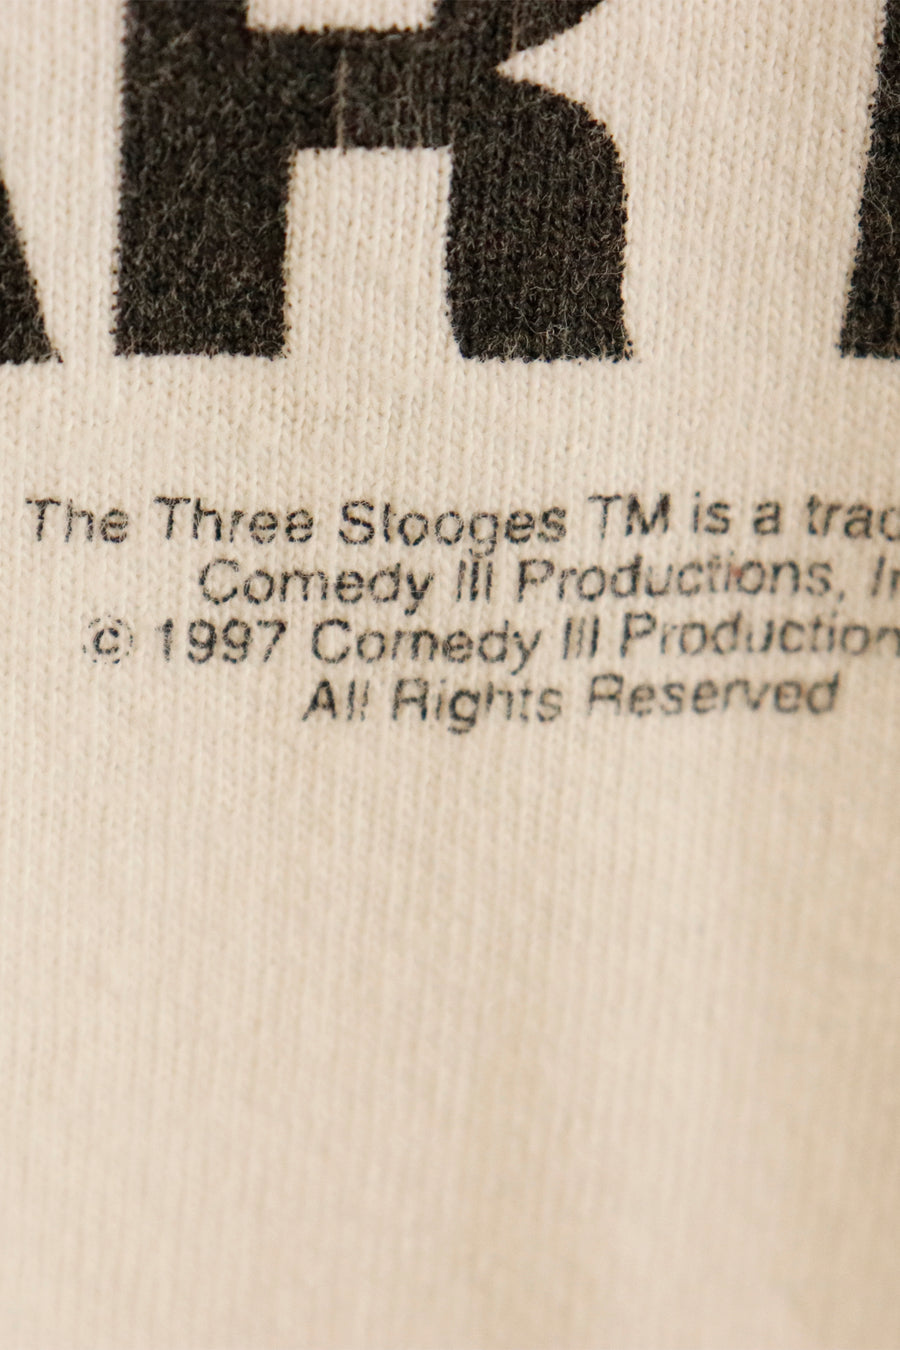 R
The Three Stooges TM is a trad
Comedy III Productions, In
© 1997 Comedy III Production
All Rights Reserved